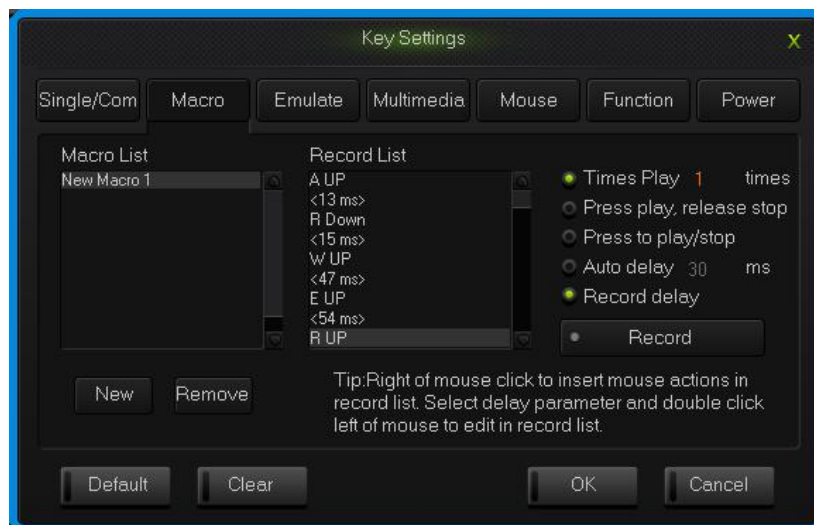 Key Settings
X
Single/Com Macro Emulate Multimedia Mouse Function Power
Macro List
New Macro 1
Record List
A UP
<13 ms>
R Down
<15 ms>
W UP
<47 ms>
E UP
<54 ms>
R UP
Times Play 1 times
Press play, release stop
Press to play/stop
Auto delay 30 ms
Record delay
Record
New Remove
Tip:Right of mouse click to insert mouse actions in
record list. Select delay parameter and double click
left of mouse to edit in record list.
Default Clear OK Cancel